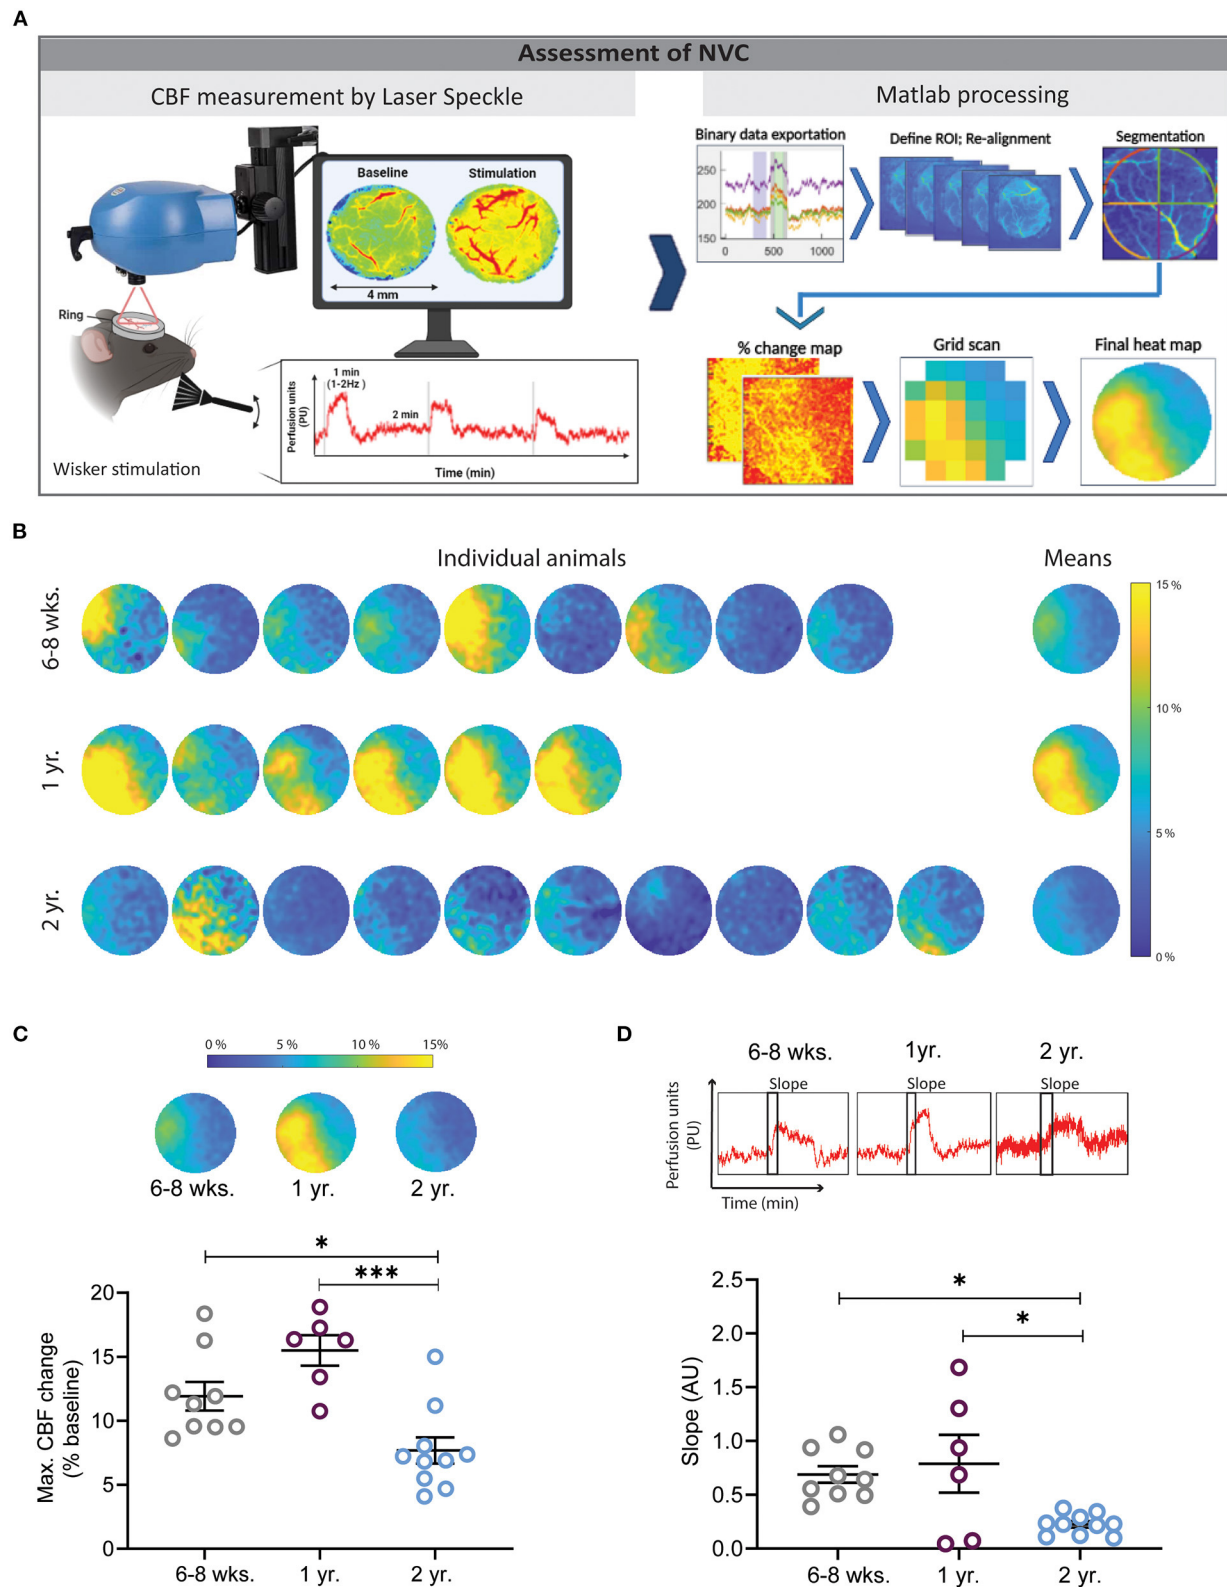 A
Assessment of NVC
CBF measurement by Laser Speckle
Matlab processing
Baseline
Stimulation
4 mm
Ring
Wisker stimulation
Perfusion units
(PU)
1 min
(1-2Hz )
2 min
Time (min)
Binary data exportation
Define ROI; Re-alignment
Segmentation
250
200
150
0
500
1000
% change map
Grid scan
Final heat map
B
Individual animals
Means
6-8 wks.
1 yr.
2 yr.
15 %
10 %
5 %
0 %
C
0 %
5 %
10 %
15%
6-8 wks.
1 yr.
2 yr.
*
***
Max. CBF change
(% baseline)
20
15
10
5
0
6-8 wks.
1 yr.
2 yr.
D
6-8 wks.
1yr.
2 yr.
Slope
Slope
Slope
Perfusion units
(PU)
Time (min)
*
*
Slope (AU)
2.5
2.0
1.5
1.0
0.5
0.0
6-8 wks.
1 yr.
2 yr.